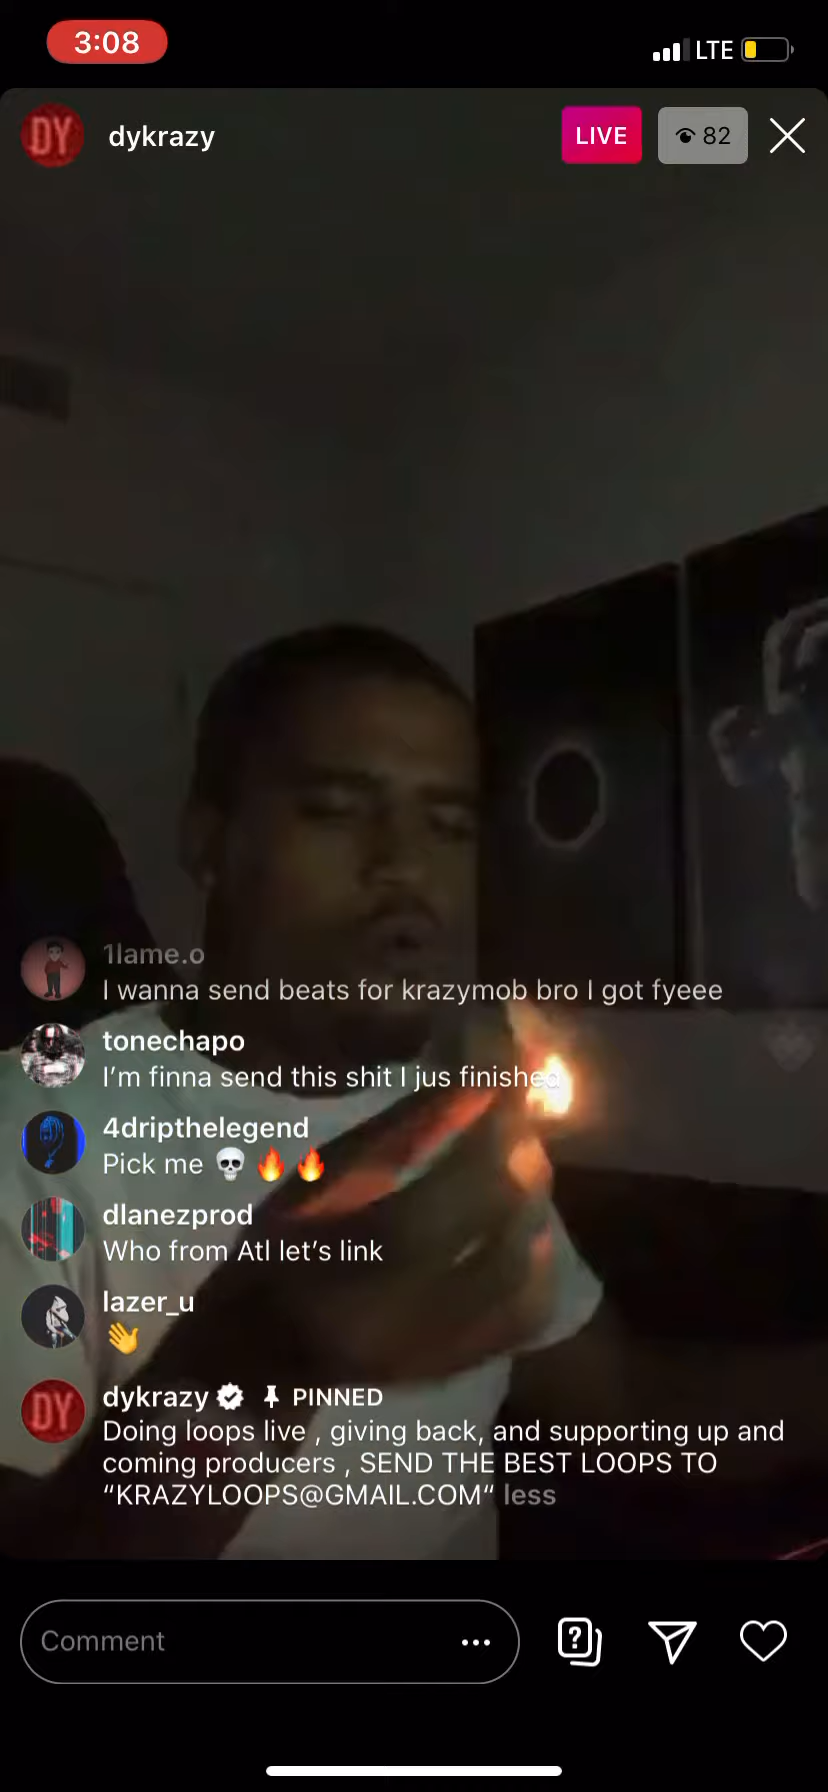 3:08
LTE
DY
dykrazy
LIVE
82
1lame.o
I wanna send beats for krazymob bro I got fyeee
tonechapo
I’m finna send this shit I jus finished
4dripthelegend
Pick me 💀 🔥 🔥
dlanezprod
Who from Atl let’s link
lazer_u
👋
DY
dykrazy PINNED
Doing loops live , giving back, and supporting up and
coming producers , SEND THE BEST LOOPS TO
“KRAZYLOOPS@GMAIL.COM“ less
Comment